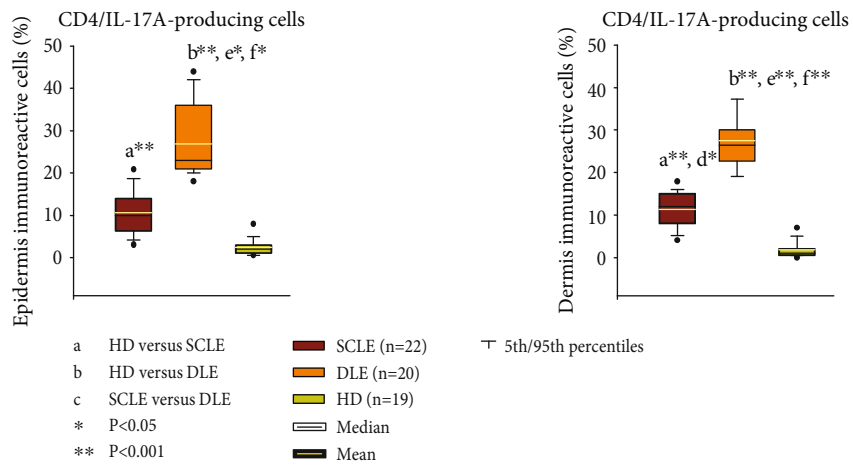 CD4/IL-17A-producing cells
Epidermis immunoreactive cells (%)
50
40
30
20
10
0
a**
b**, e*, f*
CD4/IL-17A-producing cells
Dermis immunoreactive cells (%)
50
40
30
20
10
0
a**, d*
b**, e**, f**
a HD versus SCLE
b HD versus DLE
c SCLE versus DLE
* P<0.05
** P<0.001
SCLE (n=22)
DLE (n=20)
HD (n=19)
Median
Mean
5th/95th percentiles